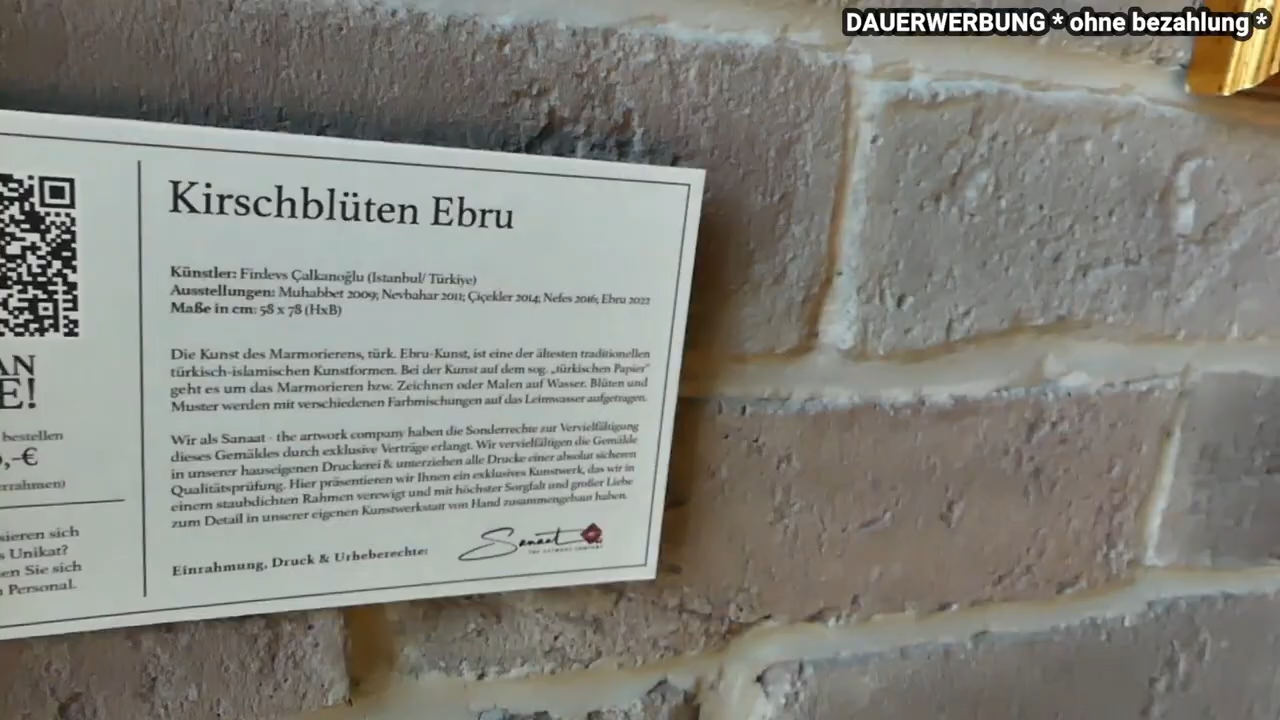 DAUERWERBUNG * ohne bezahlung *
Kirschblüten Ebru
Künstler: Firdevs Çalkanoğlu (Istanbul/ Türkiye)
Ausstellungen: Muhabbet 2009; Nevbahar 2011; Çiçekler 2014; Nefes 2016; Ebru 2022
Maße in cm: 58 x 78 (HxB)
Die Kunst des Marmorierens, türk. Ebru-Kunst, ist eine der ältesten traditionellen
türkisch-islamischen Kunstformen. Bei der Kunst auf dem sog. „türkischen Papier"
geht es um das Marmorieren bzw. Zeichnen oder Malen auf Wasser. Blüten und
Muster werden mit verschiedenen Farbmischungen auf das Leimwasser aufgetragen.
Wir als Sanaat - the artwork company haben die Sonderrechte zur Vervielfältigung
dieses Gemäldes durch exklusive Verträge erlangt. Wir vervielfältigen die Gemälde
in unserer hauseigenen Druckerei & unterziehen alle Drucke einer absolut sicheren
Qualitätsprüfung. Hier präsentieren wir Ihnen ein exklusives Kunstwerk, das wir in
einem staubdichten Rahmen verewigt und mit höchster Sorgfalt und großer Liebe
zum Detail in unserer eigenen Kunstwerkstatt von Hand zusammengebaut haben.
Einrahmung, Druck & Urheberechte:
Sanaat
THE ARTWORK COMPANY
AN
E!
bestellen
,-€
errahmen)
sieren sich
s Unikat?
en Sie sich
Personal.